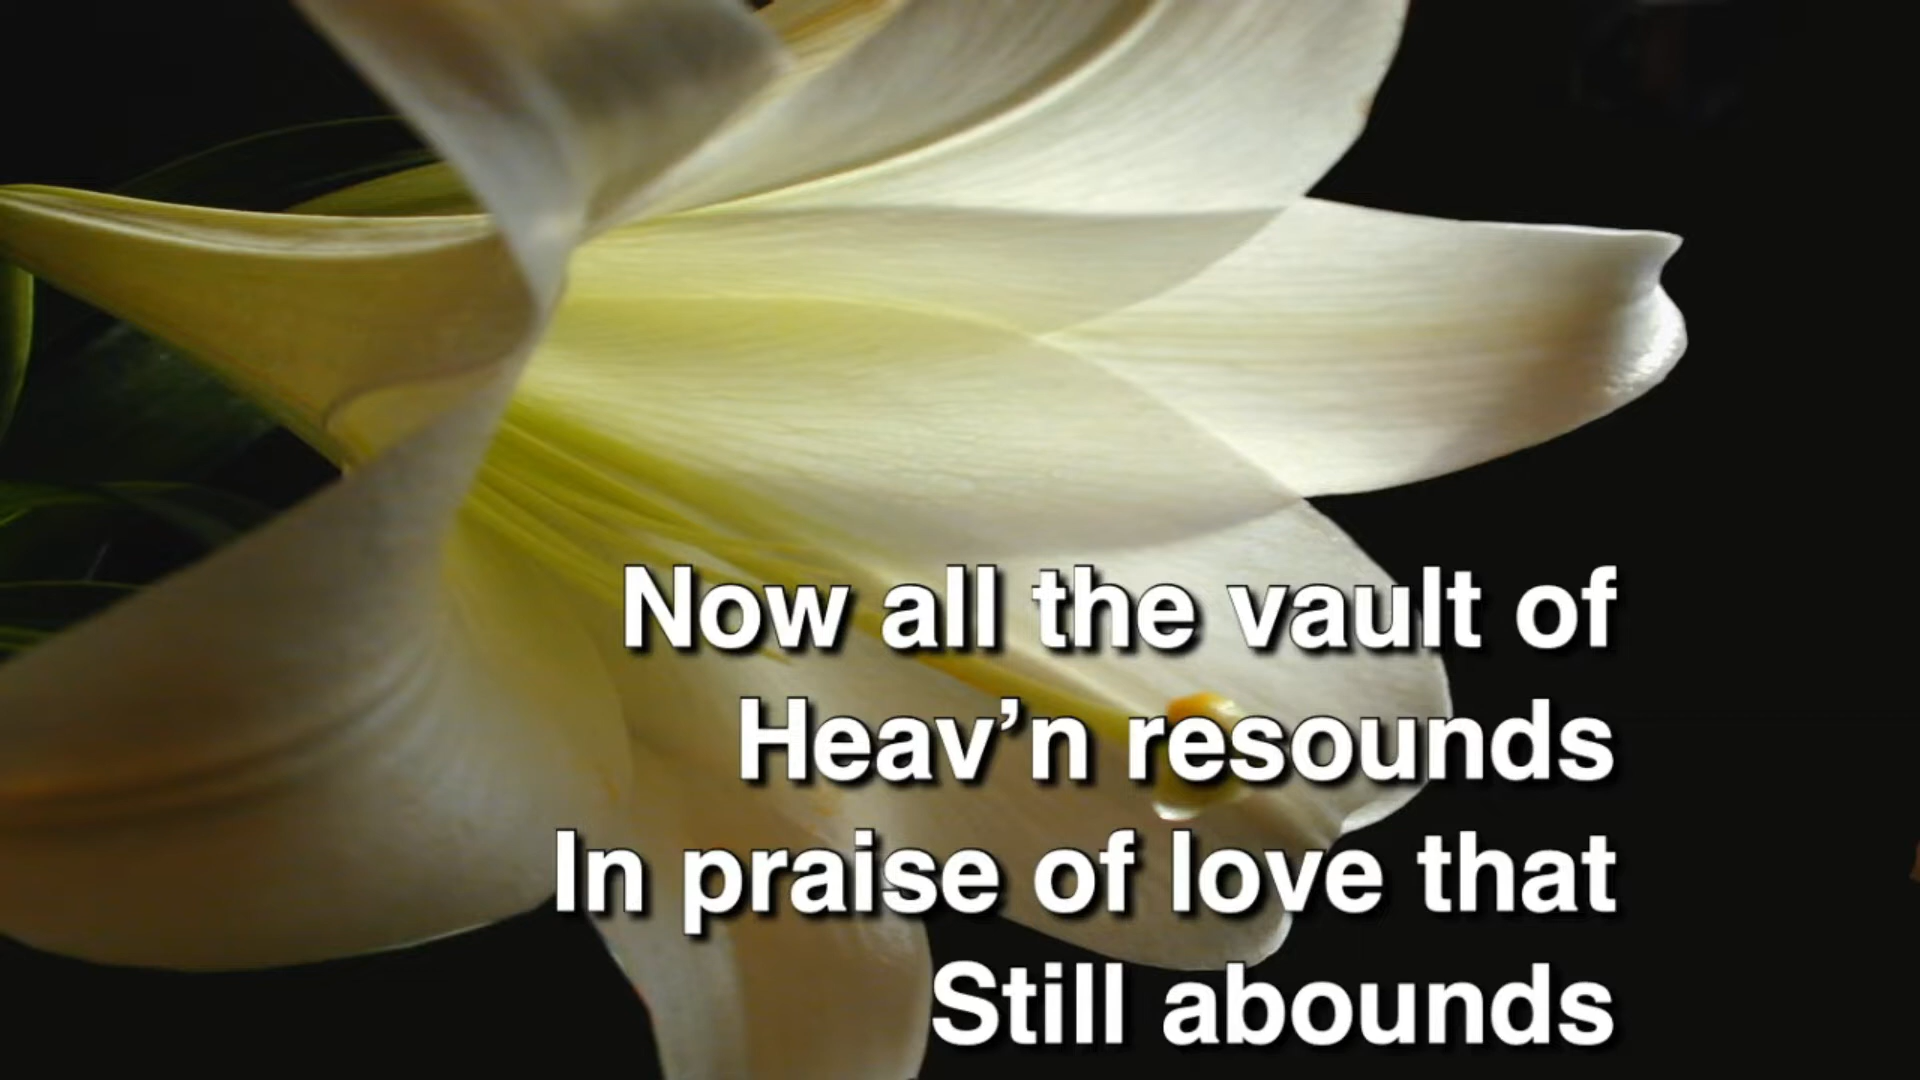 Now all the vault of
Heav’n resounds
In praise of love that
Still abounds